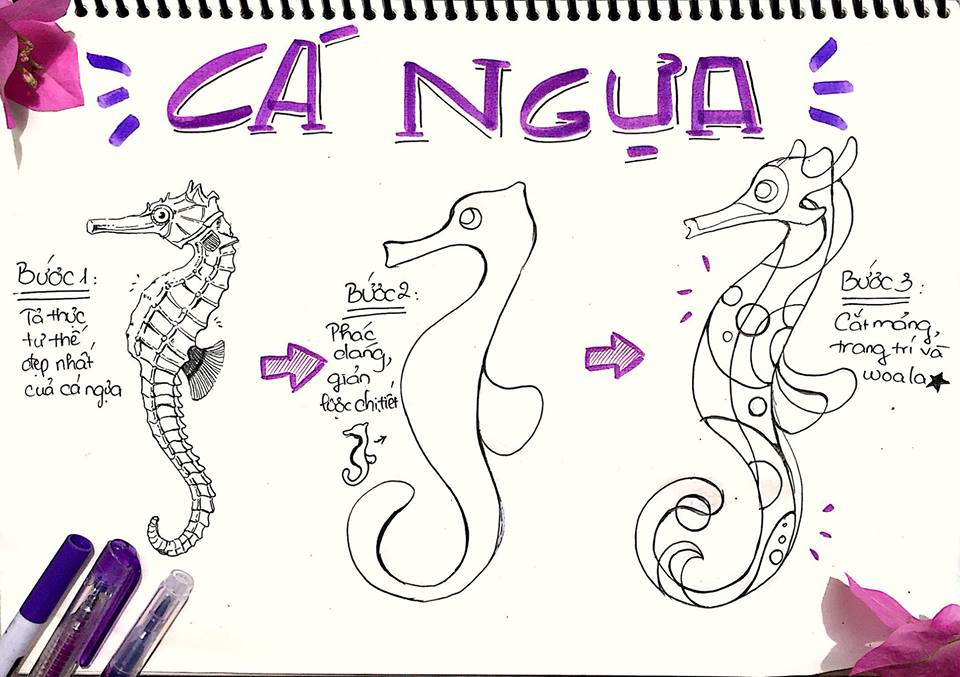 CÁ NGỰA
Bước 1:
Tả thực
tư thế
đẹp nhất
cuả cá ngựa
Bước 2:
Phác
dáng,
giản
lược chi tiết
Bước 3:
Cắt mảng,
trang trí và
woala